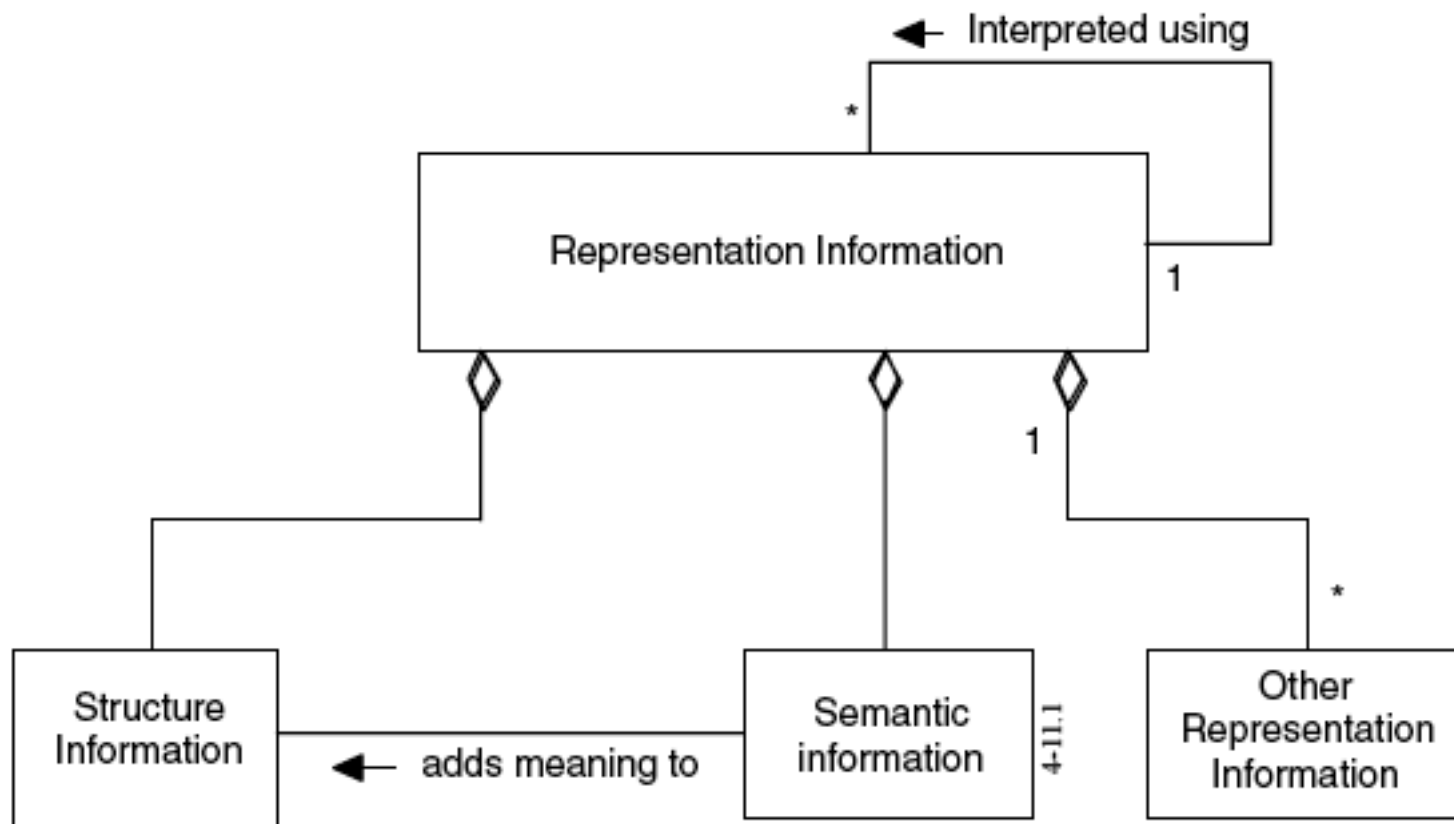 Interpreted using
*
Representation Information
1
1
*
Structure
Information
adds meaning to
Semantic
information
4-11.1
Other
Representation
Information